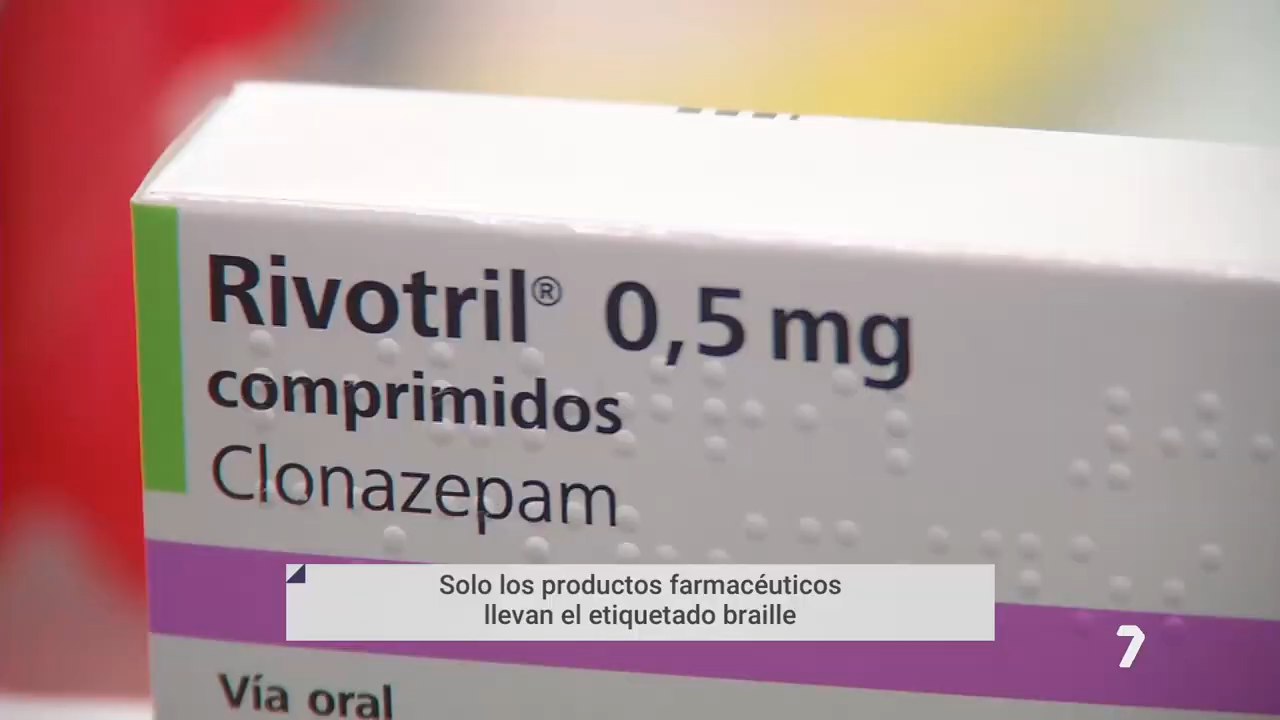 Rivotril® 0,5 mg
comprimidos
Clonazepam
Solo los productos farmacéuticos
llevan el etiquetado braille
7
Vía oral